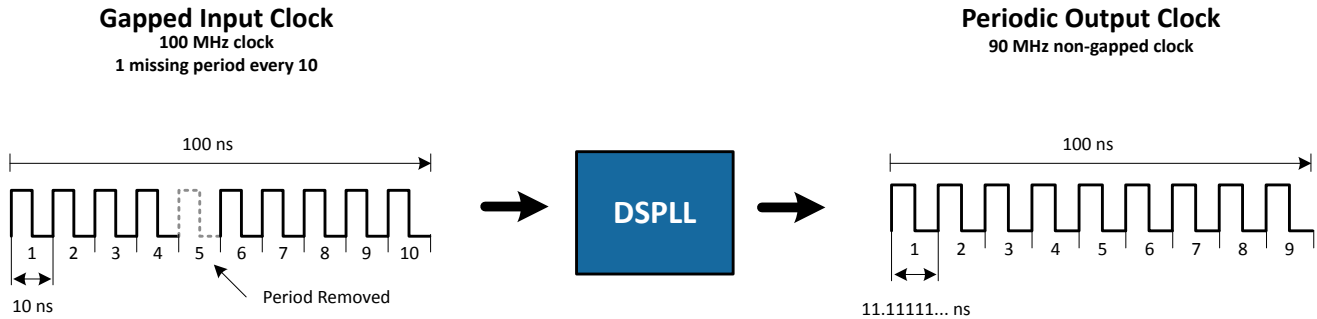 Gapped Input Clock
100 MHz clock
1 missing period every 10
100 ns
1 2 3 4 5 6 7 8 9 10
10 ns
Period Removed
DSPLL
Periodic Output Clock
90 MHz non-gapped clock
100 ns
1 2 3 4 5 6 7 8 9
11.11111... ns